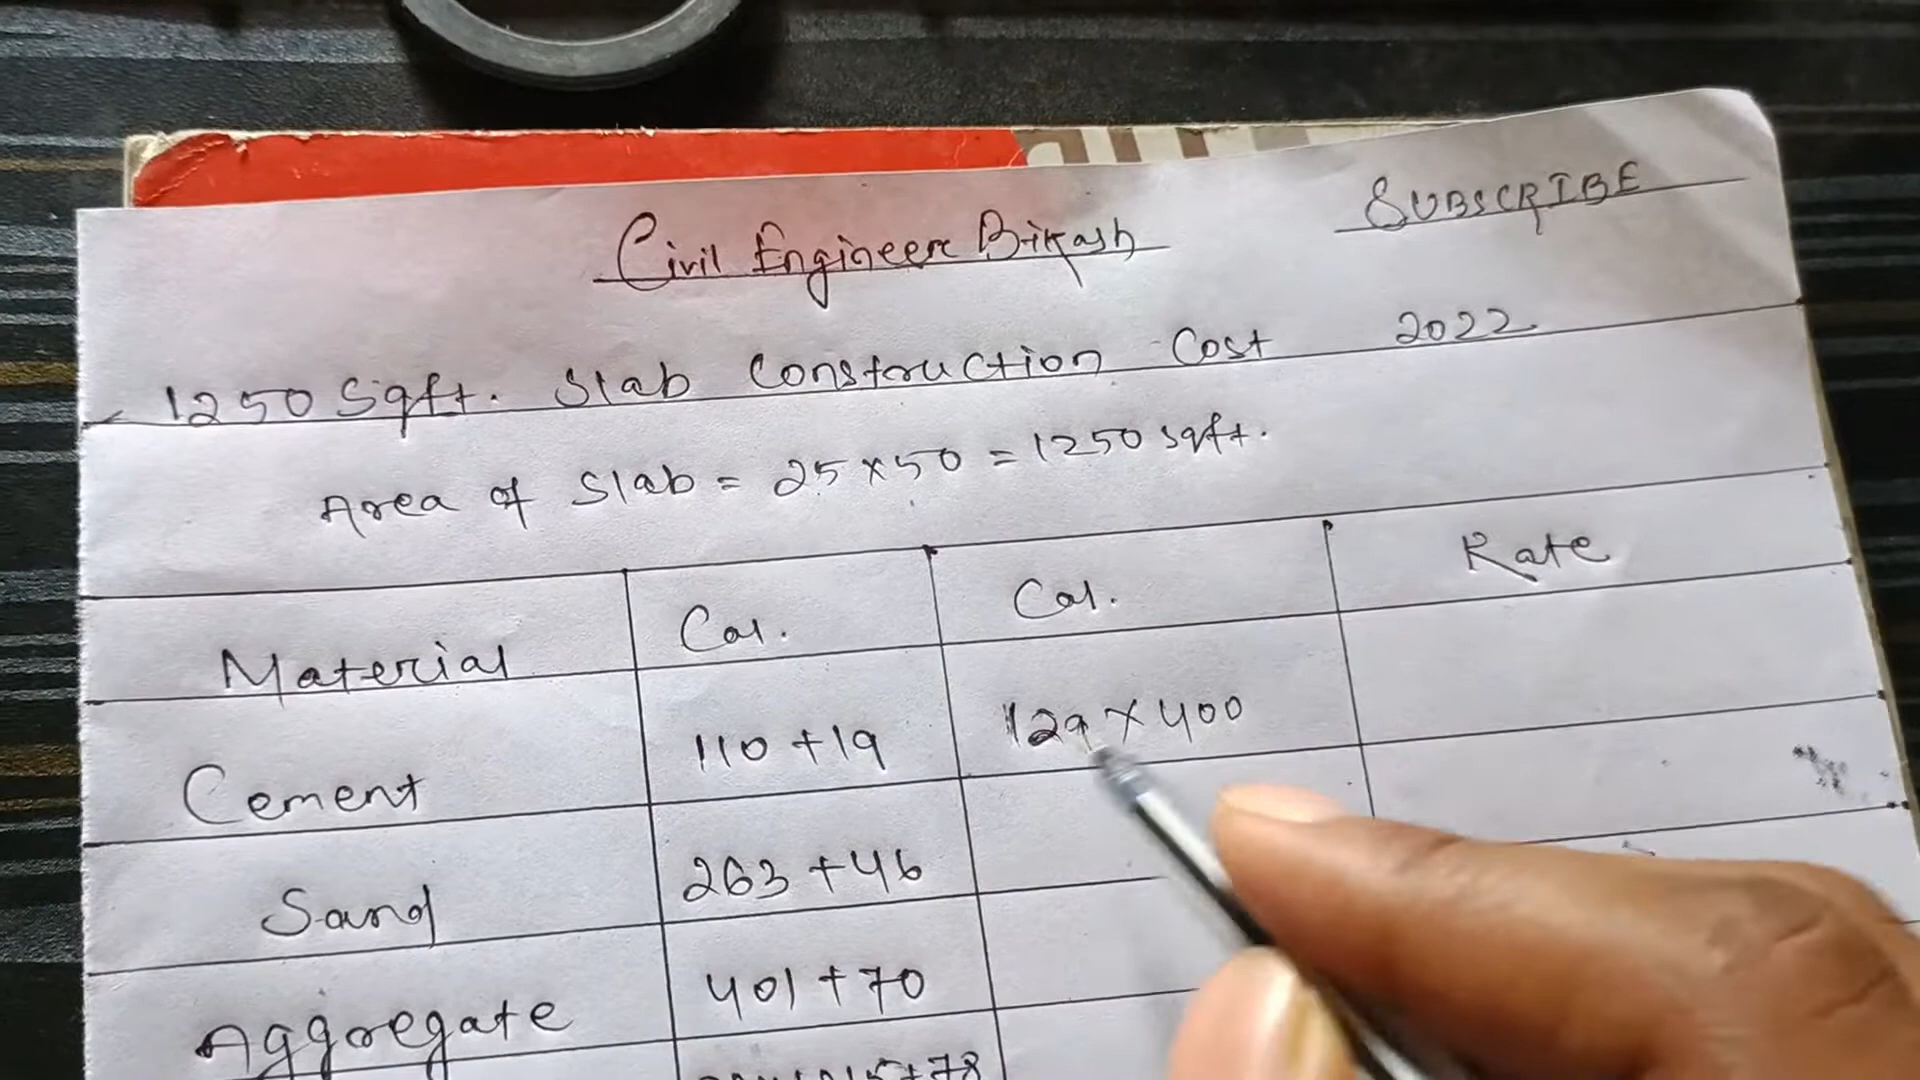 Civil Engineer Bikash
SUBSCRIBE
1250 Sqft. Slab Construction Cost 2022
Area of Slab = 25 × 50 = 1250 sqft.
Material Cal. Cal. Rate
Cement 110 + 19 129 × 400
Sand 263 + 46
Aggregate 401 + 70